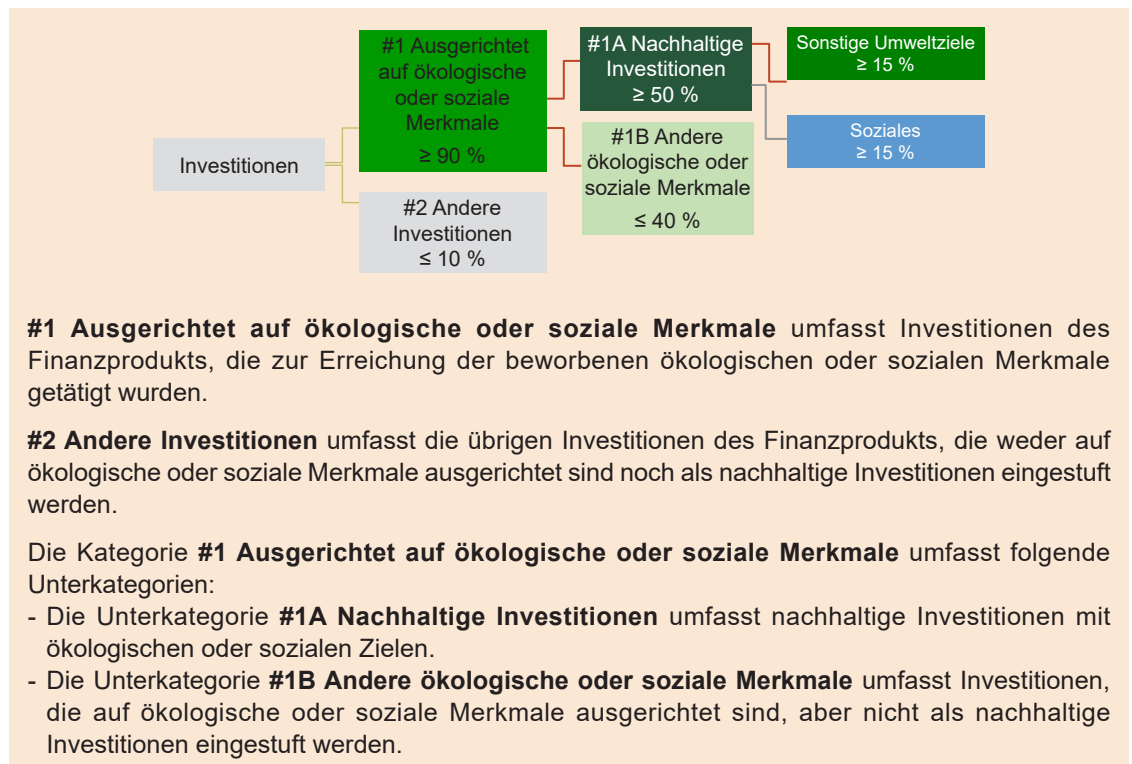 Investitionen
#1 Ausgerichtet
auf ökologische
oder soziale
Merkmale
≥ 90 %
#2 Andere
Investitionen
≤ 10 %
#1A Nachhaltige
Investitionen
≥ 50 %
#1B Andere
ökologische oder
soziale Merkmale
≤ 40 %
Sonstige Umweltziele
≥ 15 %
Soziales
≥ 15 %
#1 Ausgerichtet auf ökologische oder soziale Merkmale umfasst Investitionen des
Finanzprodukts, die zur Erreichung der beworbenen ökologischen oder sozialen Merkmale
getätigt wurden.
#2 Andere Investitionen umfasst die übrigen Investitionen des Finanzprodukts, die weder auf
ökologische oder soziale Merkmale ausgerichtet sind noch als nachhaltige Investitionen eingestuft
werden.
Die Kategorie #1 Ausgerichtet auf ökologische oder soziale Merkmale umfasst folgende
Unterkategorien:
- Die Unterkategorie #1A Nachhaltige Investitionen umfasst nachhaltige Investitionen mit
ökologischen oder sozialen Zielen.
- Die Unterkategorie #1B Andere ökologische oder soziale Merkmale umfasst Investitionen,
die auf ökologische oder soziale Merkmale ausgerichtet sind, aber nicht als nachhaltige
Investitionen eingestuft werden.